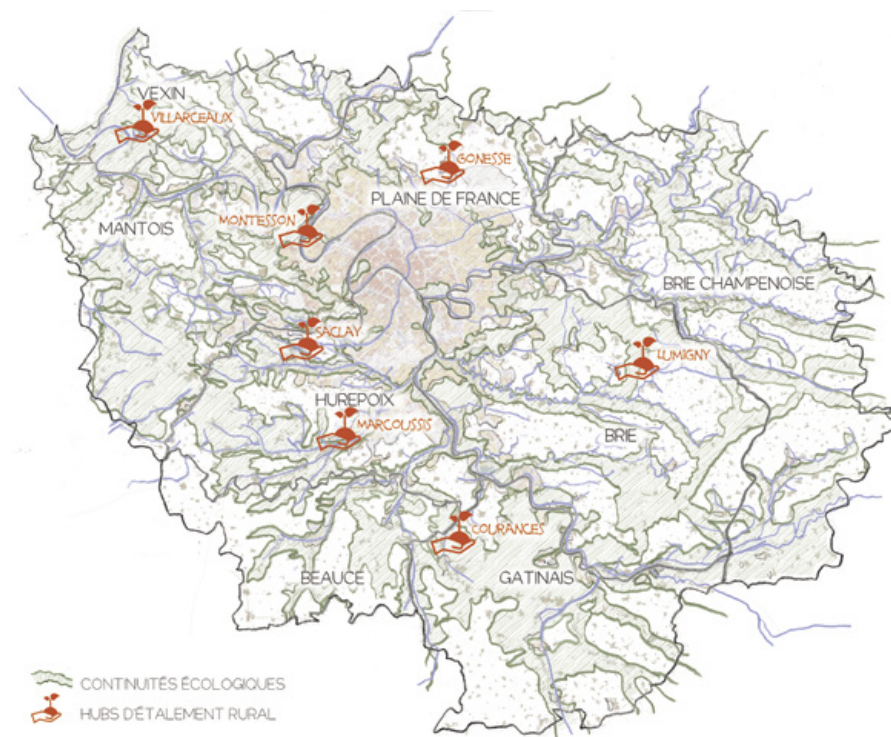 VEXIN
VILLARCEAUX
GONESSE
PLAINE DE FRANCE
MONTESSON
MANTOIS
BRIE CHAMPENOISE
SACLAY
LUMIGNY
HUREPOIX
MARCOUSSIS
BRIE
COURANCES
BEAUCE
GATINAIS
CONTINUITÉS ÉCOLOGIQUES
HUBS D'ÉTALEMENT RURAL